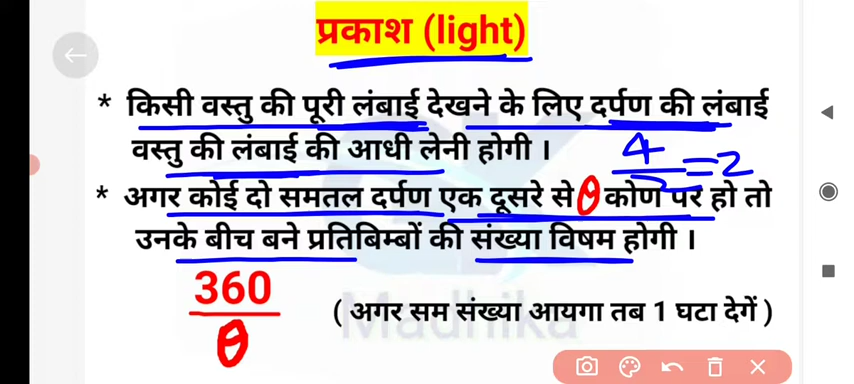 प्रकाश (light)
* किसी वस्तु की पूरी लंबाई देखने के लिए दर्पण की लंबाई
वस्तु की लंबाई की आधी लेनी होगी ।
4/2=2
* अगर कोई दो समतल दर्पण एक दूसरे से θ कोण पर हो तो
उनके बीच बने प्रतिबिम्बों की संख्या विषम होगी ।
360/θ ( अगर सम संख्या आयगा तब 1 घटा देगें )
Madhika